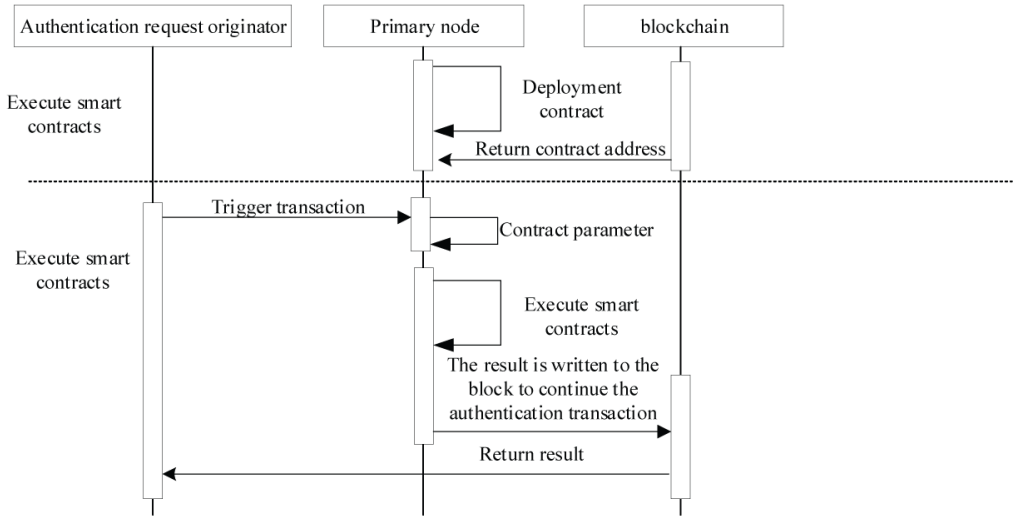 Authentication request originator
Primary node
blockchain
Execute smart
contracts
Deployment
contract
Return contract address
Trigger transaction
Contract parameter
Execute smart
contracts
Execute smart
contracts
The result is written to the
block to continue the
authentication transaction
Return result